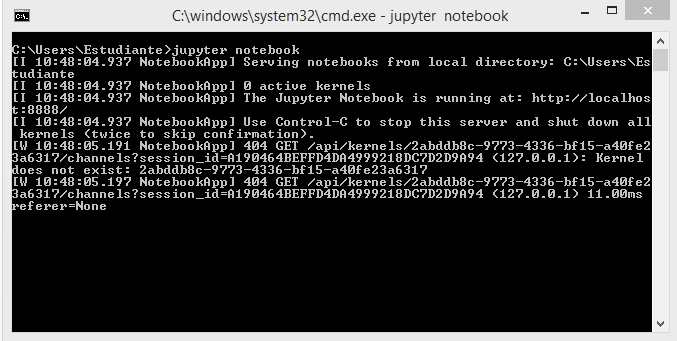 C:\windows\system32\cmd.exe - jupyter notebook
C:\Users\Estudiante>jupyter notebook
[I 10:48:04.937 NotebookApp] Serving notebooks from local directory: C:\Users\Es
tudiante
[I 10:48:04.937 NotebookApp] 0 active kernels
[I 10:48:04.937 NotebookApp] The Jupyter Notebook is running at: http://localhos
t:8888/
[I 10:48:04.937 NotebookApp] Use Control-C to stop this server and shut down all
 kernels (twice to skip confirmation).
[W 10:48:05.191 NotebookApp] 404 GET /api/kernels/2abddb8c-9773-4336-bf15-a40fe2
3a6317/channels?session_id=A190464BEFFD4DA4999218DC7D2D9A94 (127.0.0.1): Kernel
does not exist: 2abddb8c-9773-4336-bf15-a40fe23a6317
[W 10:48:05.197 NotebookApp] 404 GET /api/kernels/2abddb8c-9773-4336-bf15-a40fe2
3a6317/channels?session_id=A190464BEFFD4DA4999218DC7D2D9A94 (127.0.0.1) 11.00ms
referer=None